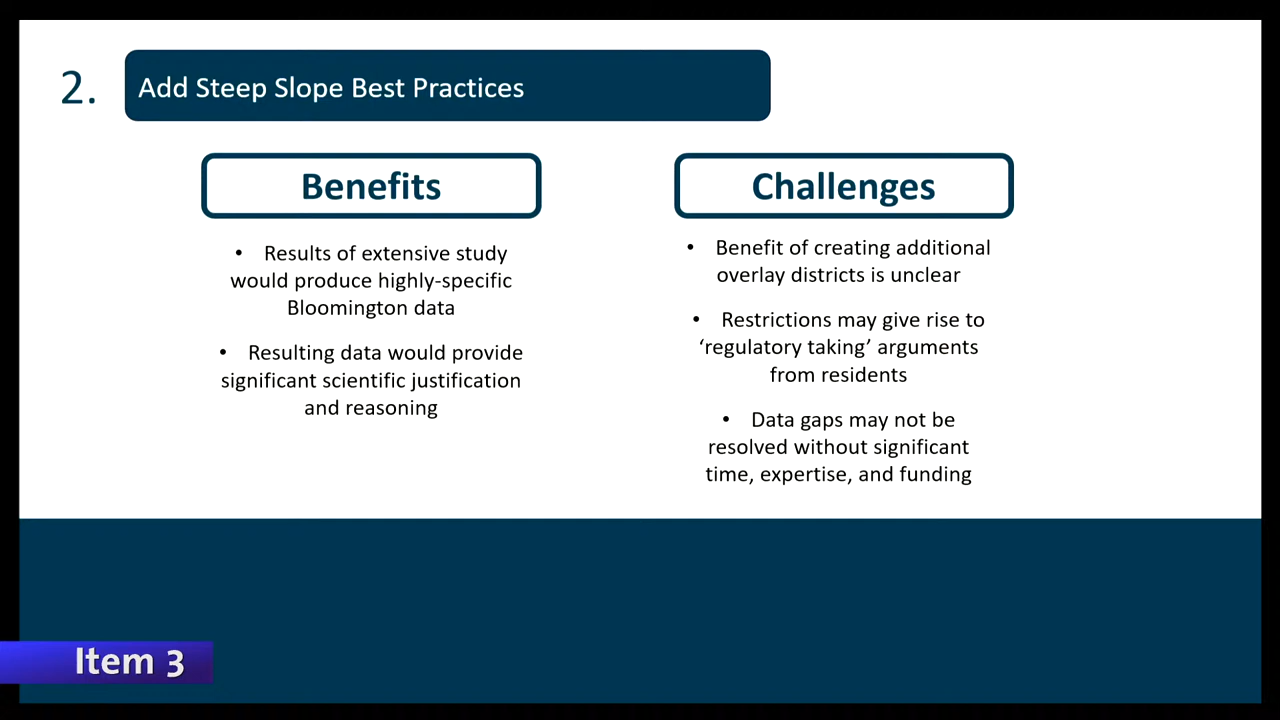 2.
Add Steep Slope Best Practices
Benefits
• Results of extensive study
would produce highly-specific
Bloomington data
• Resulting data would provide
significant scientific justification
and reasoning
Challenges
• Benefit of creating additional
overlay districts is unclear
• Restrictions may give rise to
‘regulatory taking’ arguments
from residents
• Data gaps may not be
resolved without significant
time, expertise, and funding
Item 3